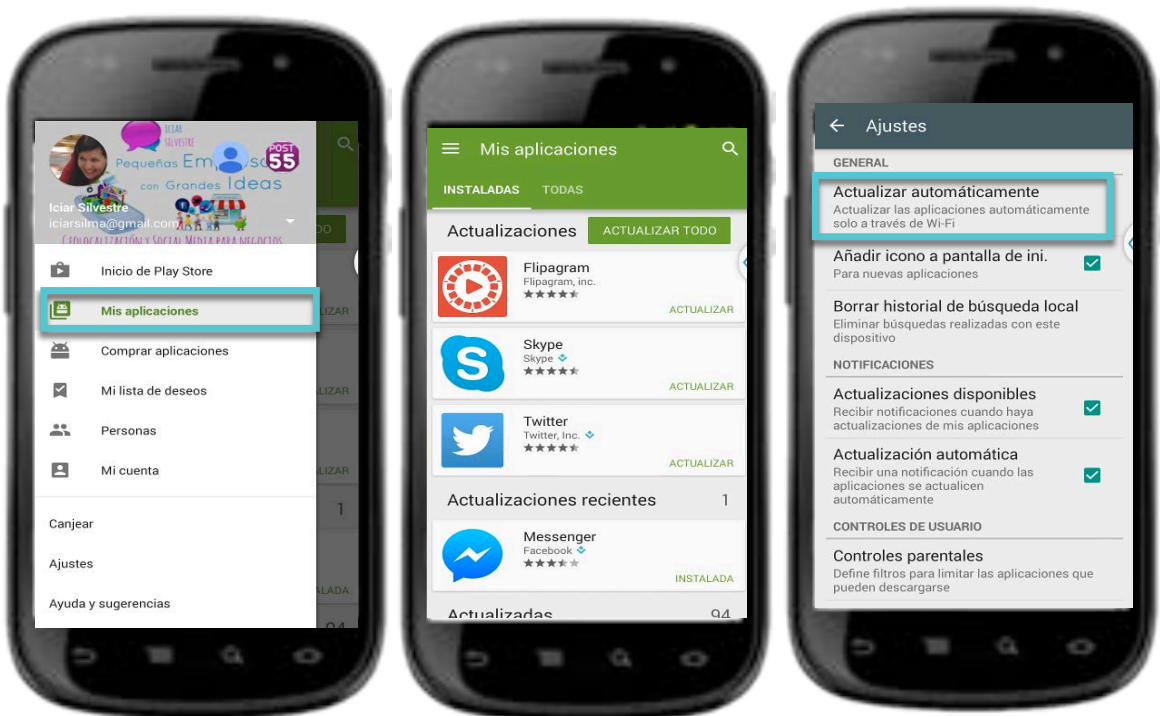 ICIAR
SILVESTRE
Pequeñas Em
POST
55
con Grandes Ideas
Iciar Silvestre
iciarsilma@gmail.com
GEOLOCALIZACIÓN Y SOCIAL MEDIA PARA NEGOCIOS
Inicio de Play Store
Mis aplicaciones
Comprar aplicaciones
Mi lista de deseos
Personas
Mi cuenta
1
Canjear
Ajustes
Ayuda y sugerencias
Mis aplicaciones
INSTALADAS TODAS
Actualizaciones ACTUALIZAR TODO
Flipagram
Flipagram, inc.
ACTUALIZAR
Skype
Skype
ACTUALIZAR
Twitter
Twitter, Inc.
ACTUALIZAR
Actualizaciones recientes 1
Messenger
Facebook
INSTALADA
Actualizadas 94
Ajustes
GENERAL
Actualizar automáticamente
Actualizar las aplicaciones automáticamente
solo a través de Wi-Fi
Añadir icono a pantalla de ini.
Para nuevas aplicaciones
Borrar historial de búsqueda local
Eliminar búsquedas realizadas con este
dispositivo
NOTIFICACIONES
Actualizaciones disponibles
Recibir notificaciones cuando haya
actualizaciones de mis aplicaciones
Actualización automática
Recibir una notificación cuando las
aplicaciones se actualicen
automáticamente
CONTROLES DE USUARIO
Controles parentales
Define filtros para limitar las aplicaciones que
pueden descargarse